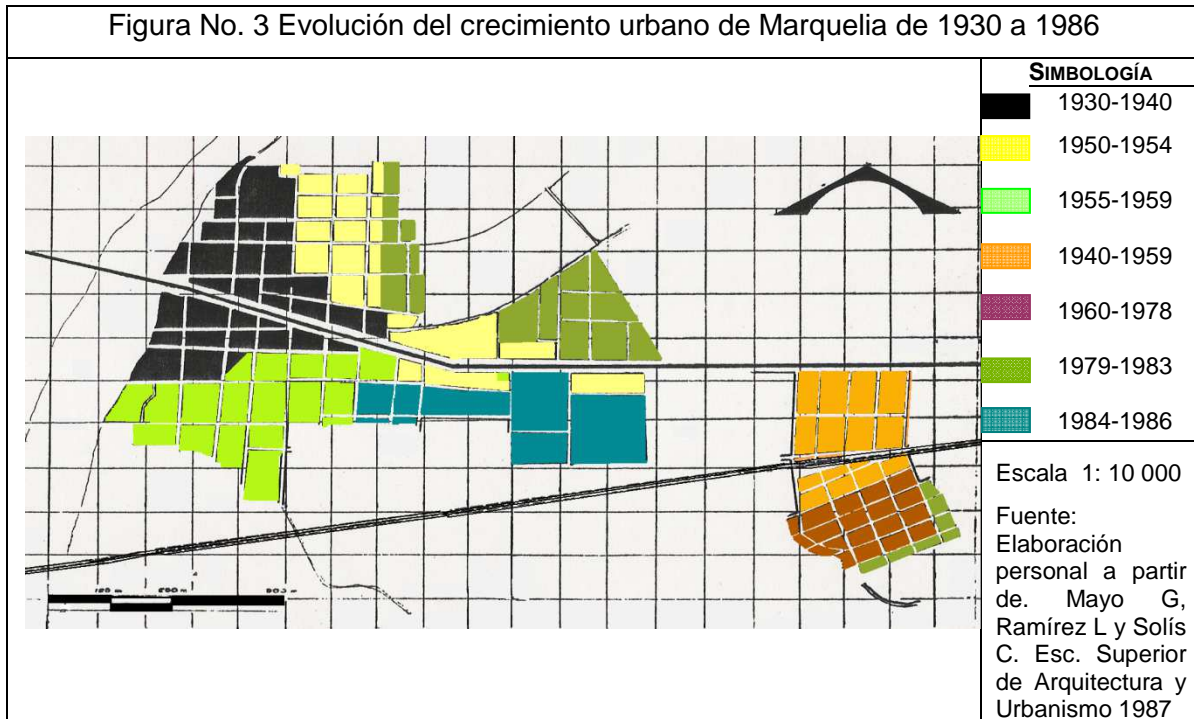 Figura No. 3 Evolución del crecimiento urbano de Marquelia de 1930 a 1986
SIMBOLOGÍA
1930-1940
1950-1954
1955-1959
1940-1959
1960-1978
1979-1983
1984-1986
Escala 1: 10 000
Fuente:
Elaboración
personal a partir
de. Mayo G,
Ramírez L y Solís
C. Esc. Superior
de Arquitectura y
Urbanismo 1987